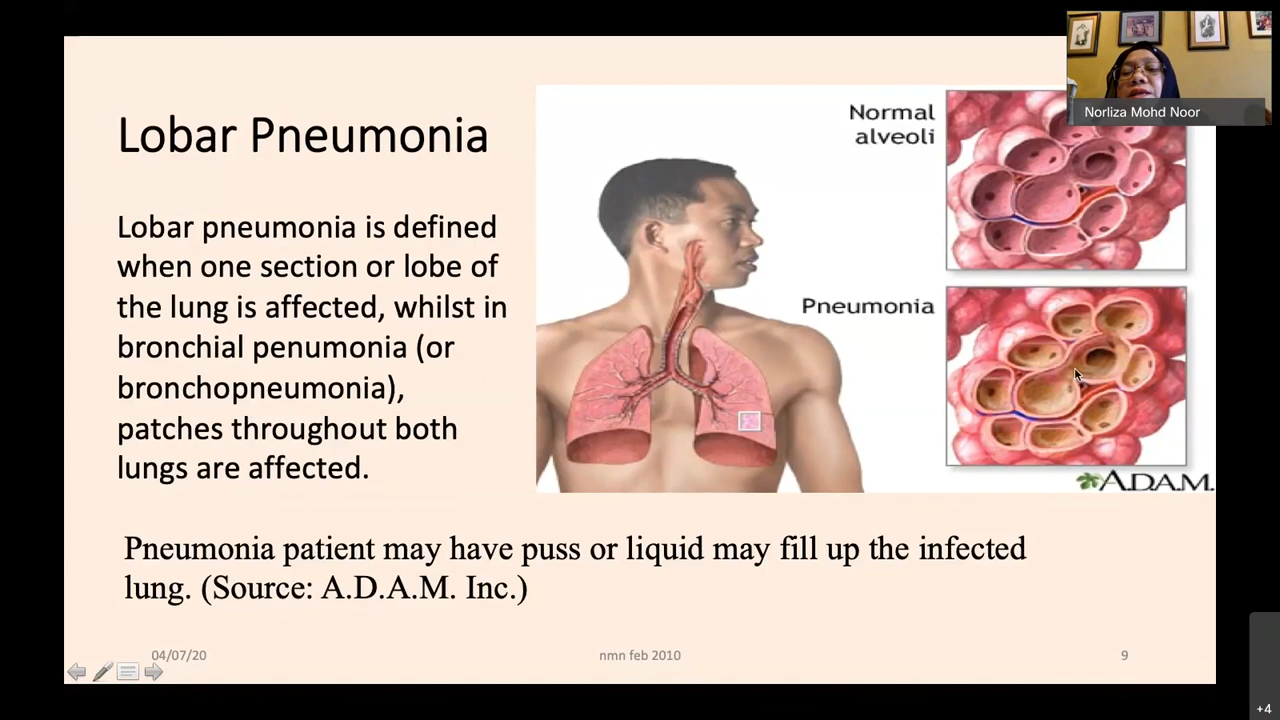 Lobar Pneumonia
Lobar pneumonia is defined
when one section or lobe of
the lung is affected, whilst in
bronchial penumonia (or
bronchopneumonia),
patches throughout both
lungs are affected.
Normal
alveoli
Pneumonia
A.D.A.M.
Pneumonia patient may have puss or liquid may fill up the infected
lung. (Source: A.D.A.M. Inc.)
04/07/20
nmn feb 2010
9
Norliza Mohd Noor
+4